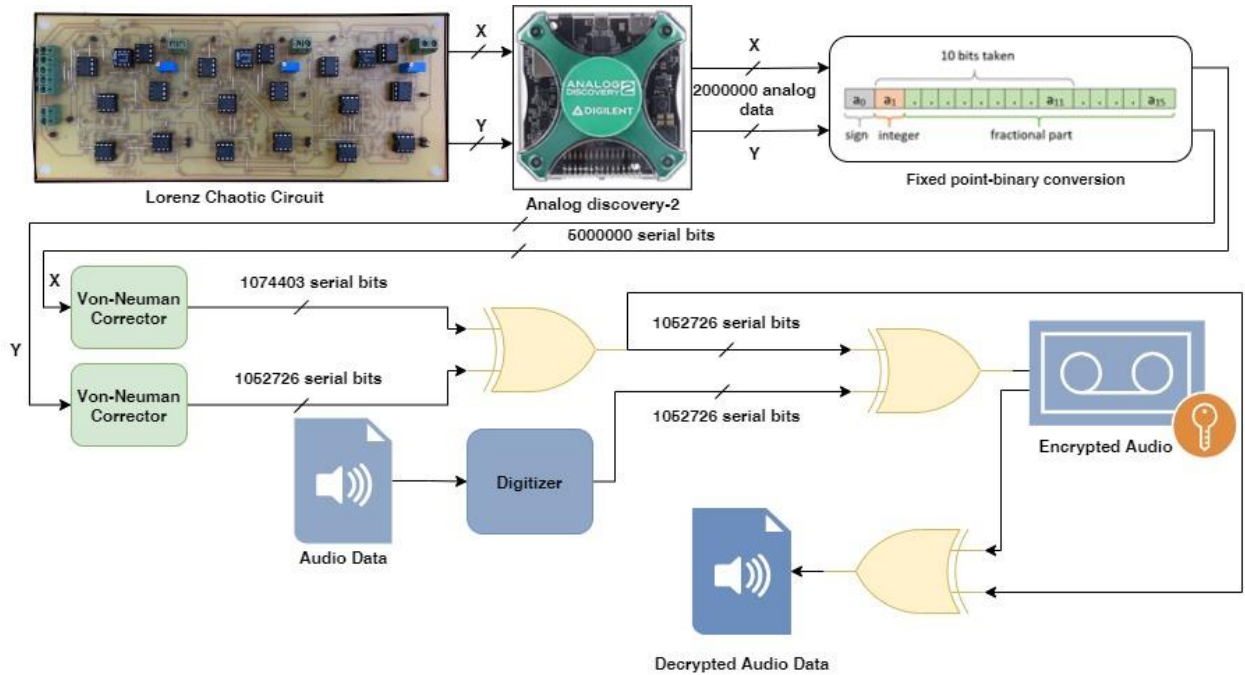 X
Y
ANALOG
DISCOVERY 2
DIGILENT
X
2000000 analog
data
Y
10 bits taken
a0 a1 . . . . . . . . a11 . . . . a15
sign integer fractional part
Lorenz Chaotic Circuit
Analog discovery-2
Fixed point-binary conversion
5000000 serial bits
X
Y
Von-Neuman
Corrector
1074403 serial bits
Von-Neuman
Corrector
1052726 serial bits
1052726 serial bits
1052726 serial bits
Audio Data
Digitizer
Encrypted Audio
Decrypted Audio Data